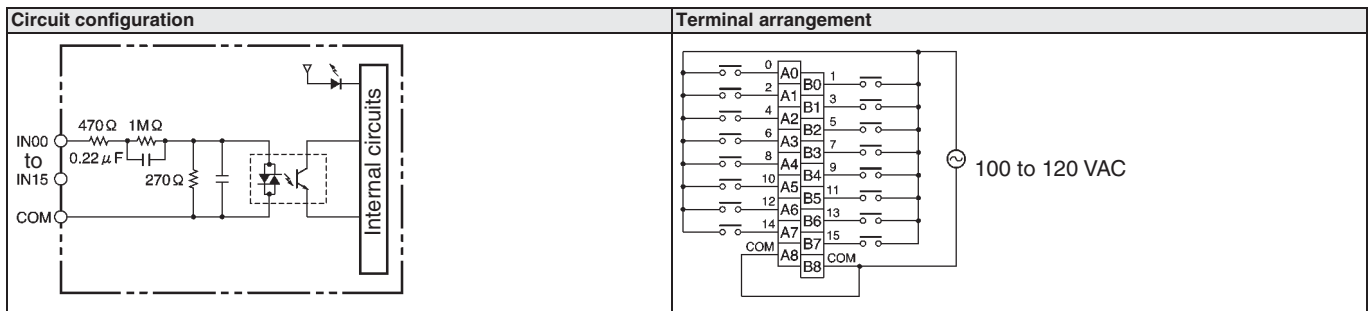 Circuit configuration
Terminal arrangement
470Ω 1MΩ
IN00
to
IN15
0.22μF
270Ω
COM
Internal circuits
0 A0
B0 1
2 A1
B1 3
4 A2
B2 5
6 A3
B3 7
8 A4
B4 9
10 A5
B5 11
12 A6
B6 13
14 A7
B7 15
COM A8
B8 COM
100 to 120 VAC